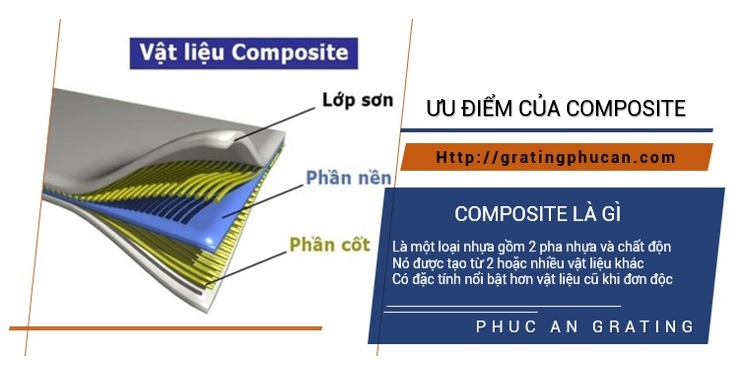 Vật liệu Composite
Lớp sơn
Phần nền
Phần cốt
ƯU ĐIỂM CỦA COMPOSITE
Http://gratingphucan.com
COMPOSITE LÀ GÌ
Là một loại nhựa gồm 2 pha nhựa và chất độn
Nó được tạo từ 2 hoặc nhiều vật liệu khác
Có đặc tính nổi bật hơn vật liệu cũ khi đơn độc
PHUC AN GRATING